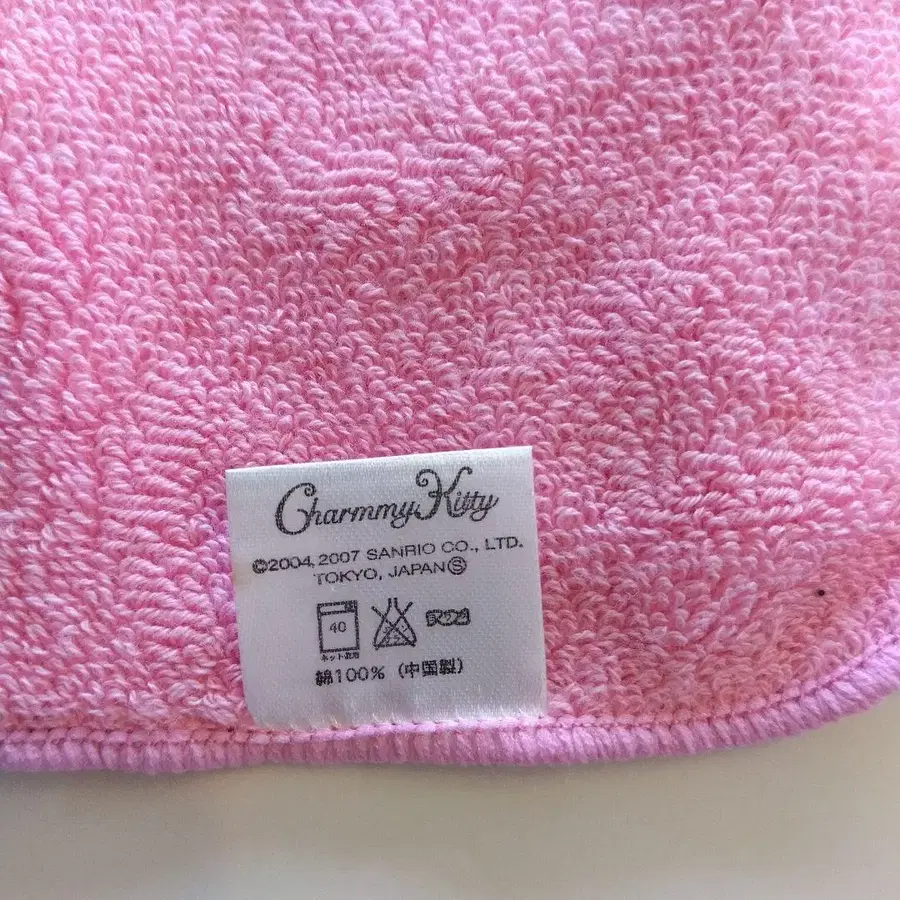 Charmmy Kitty
©2004, 2007 SANRIO CO., LTD.
TOKYO, JAPAN Ⓢ
40
ネット使用
綿100% (中国製)